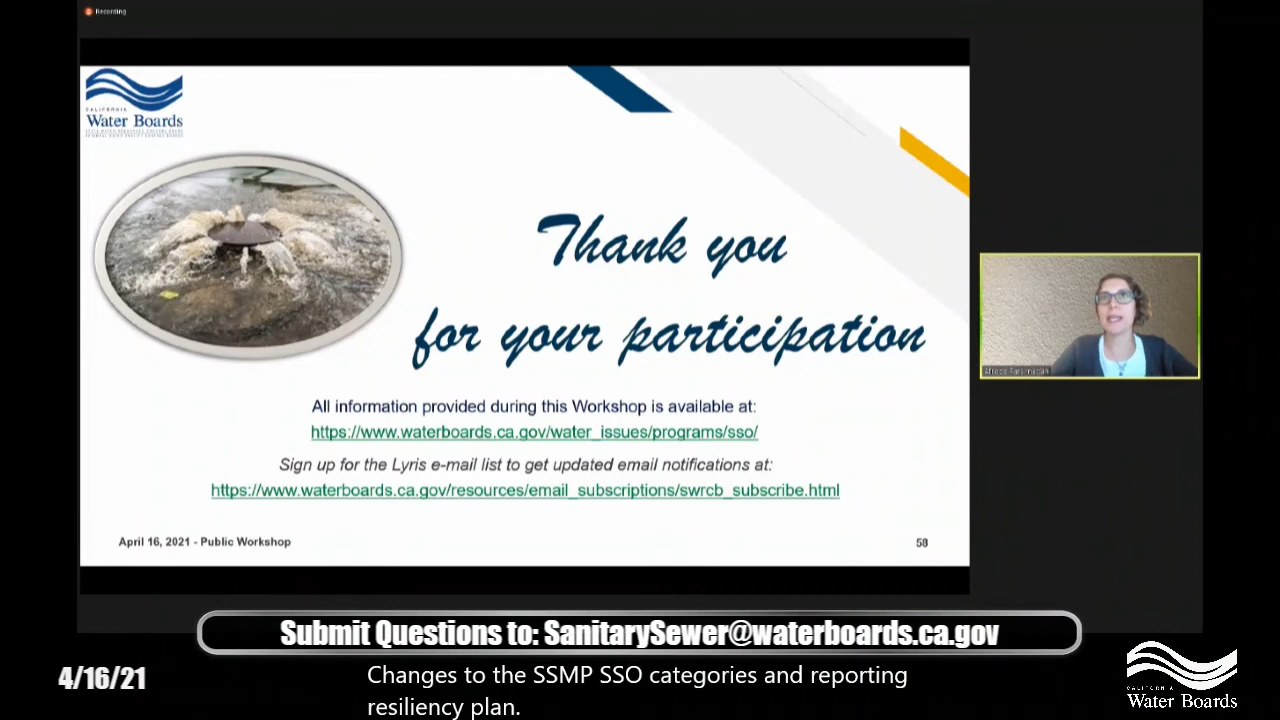 Recording
CALIFORNIA
Water Boards
Thank you
for your participation
All information provided during this Workshop is available at:
https://www.waterboards.ca.gov/water_issues/programs/sso/
Sign up for the Lyris e-mail list to get updated email notifications at:
https://www.waterboards.ca.gov/resources/email_subscriptions/swrcb_subscribe.html
April 16, 2021 - Public Workshop
58
Submit Questions to: SanitarySewer@waterboards.ca.gov
4/16/21
Changes to the SSMP SSO categories and reporting
resiliency plan.
CALIFORNIA
Water Boards